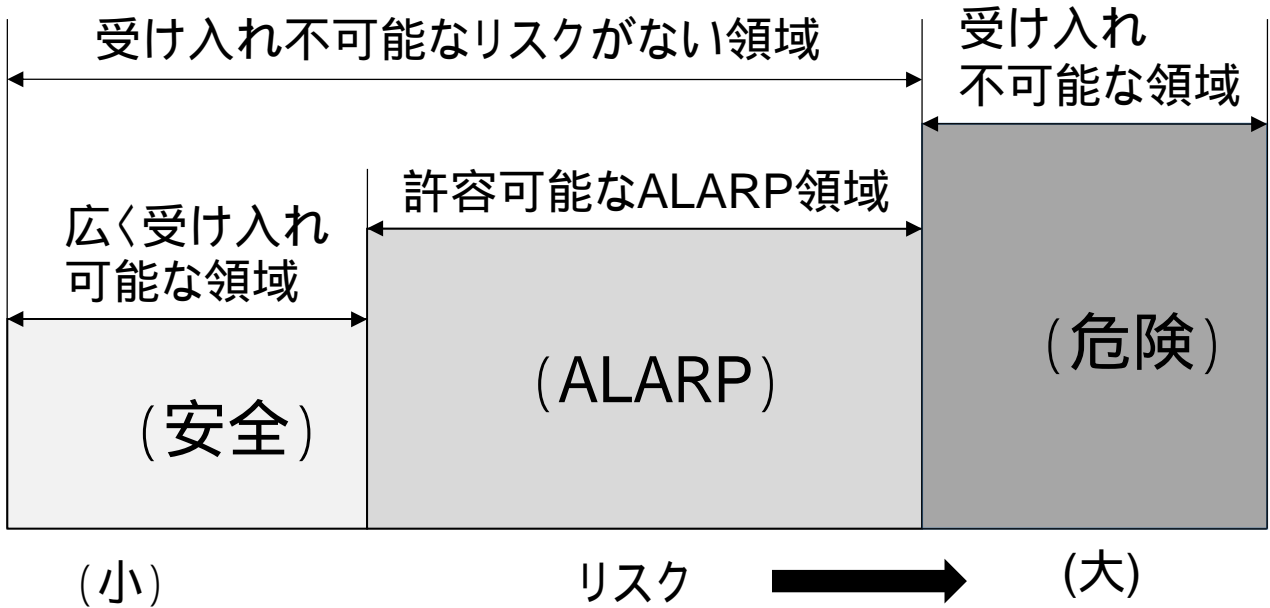 受け入れ不可能なリスクがない領域
受け入れ
不可能な領域
許容可能なALARP領域
広く受け入れ
可能な領域
(安全)
(ALARP)
(危険)
(小)
リスク
(大)